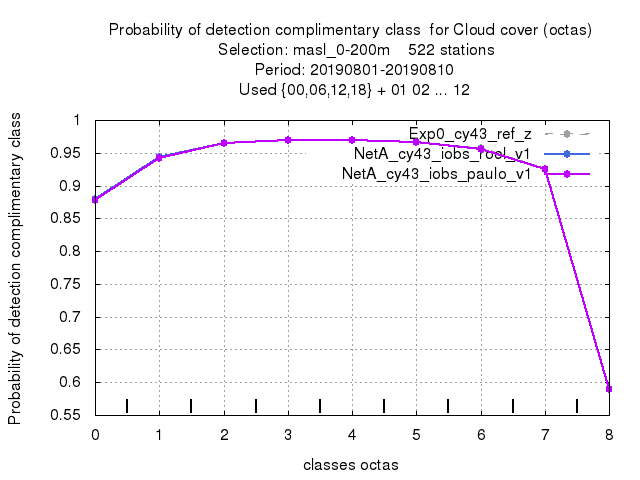 Probability of detection complimentary class  for Cloud cover (octas)
Selection: masl_0-200m    522 stations
Period: 20190801-20190810
Used {00,06,12,18} + 01 02 ... 12
Probability of detection complimentary class
1
0.95
0.9
0.85
0.8
0.75
0.7
0.65
0.6
0.55
Exp0_cy43_ref_z
NetA_cy43_iobs_roel_v1
NetA_cy43_iobs_paulo_v1
0 1 2 3 4 5 6 7 8
classes octas